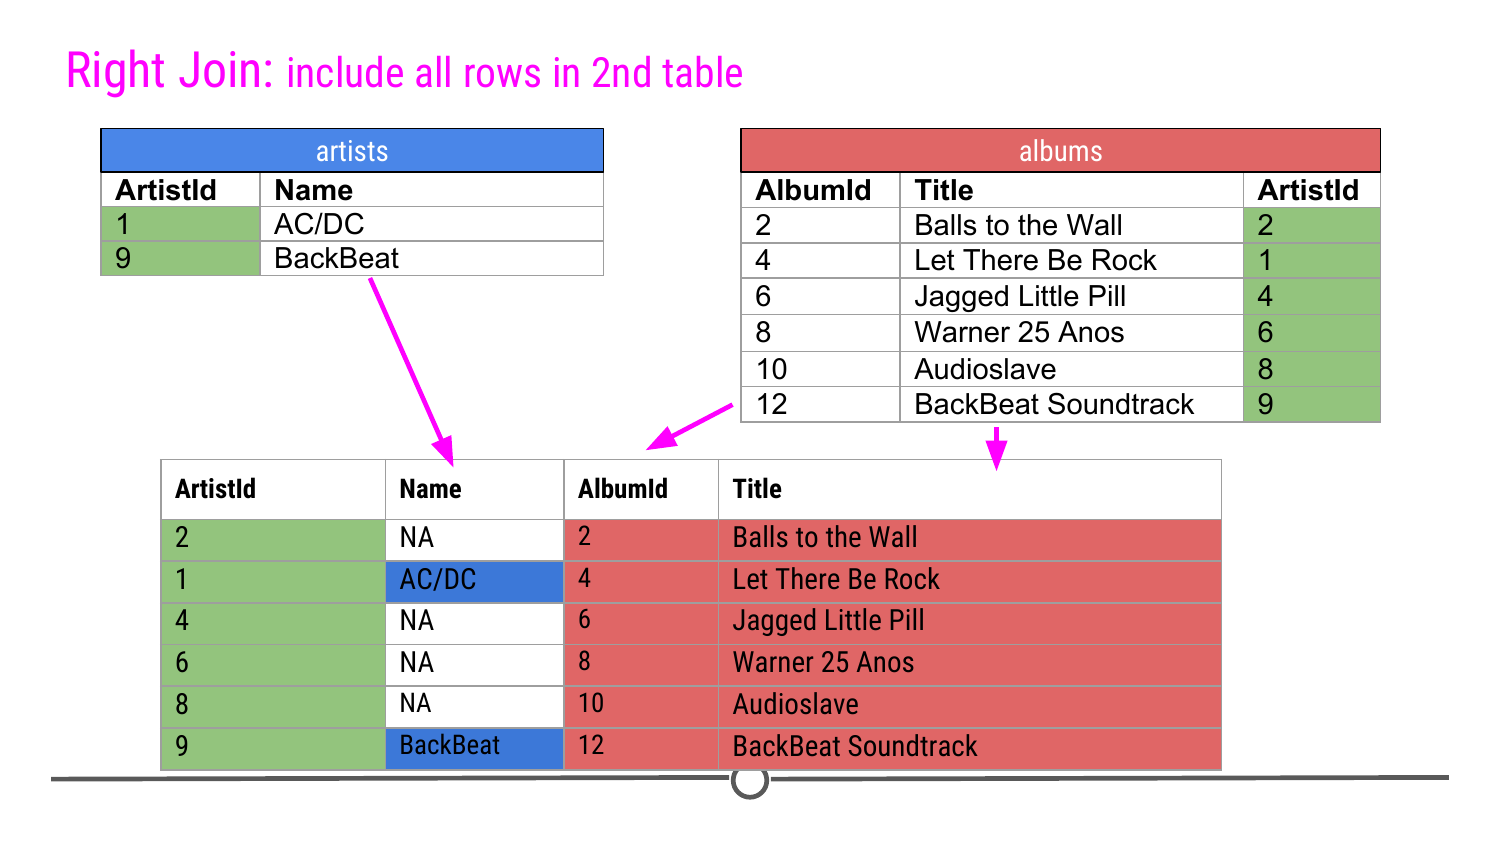 Right Join: include all rows in 2nd table
artists
ArtistId Name
1 AC/DC
9 BackBeat
albums
AlbumId Title ArtistId
2 Balls to the Wall 2
4 Let There Be Rock 1
6 Jagged Little Pill 4
8 Warner 25 Anos 6
10 Audioslave 8
12 BackBeat Soundtrack 9
ArtistId Name AlbumId Title
2 NA 2 Balls to the Wall
1 AC/DC 4 Let There Be Rock
4 NA 6 Jagged Little Pill
6 NA 8 Warner 25 Anos
8 NA 10 Audioslave
9 BackBeat 12 BackBeat Soundtrack